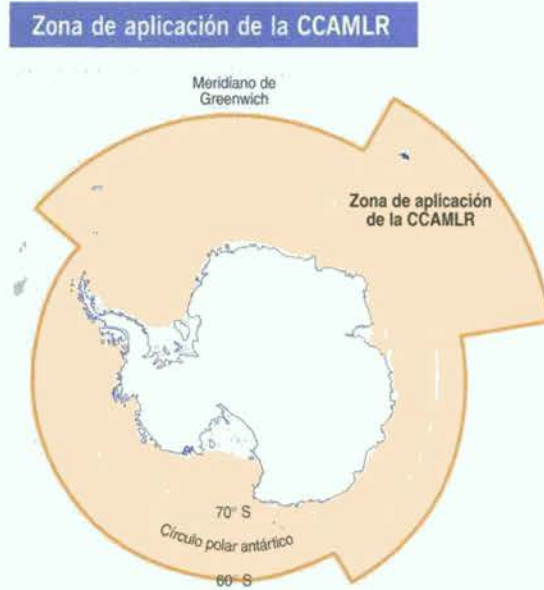 Zona de aplicación de la CCAMLR
Meridiano de
Greenwich
Zona de aplicación
de la CCAMLR
70° S
Círculo polar antártico
60° S